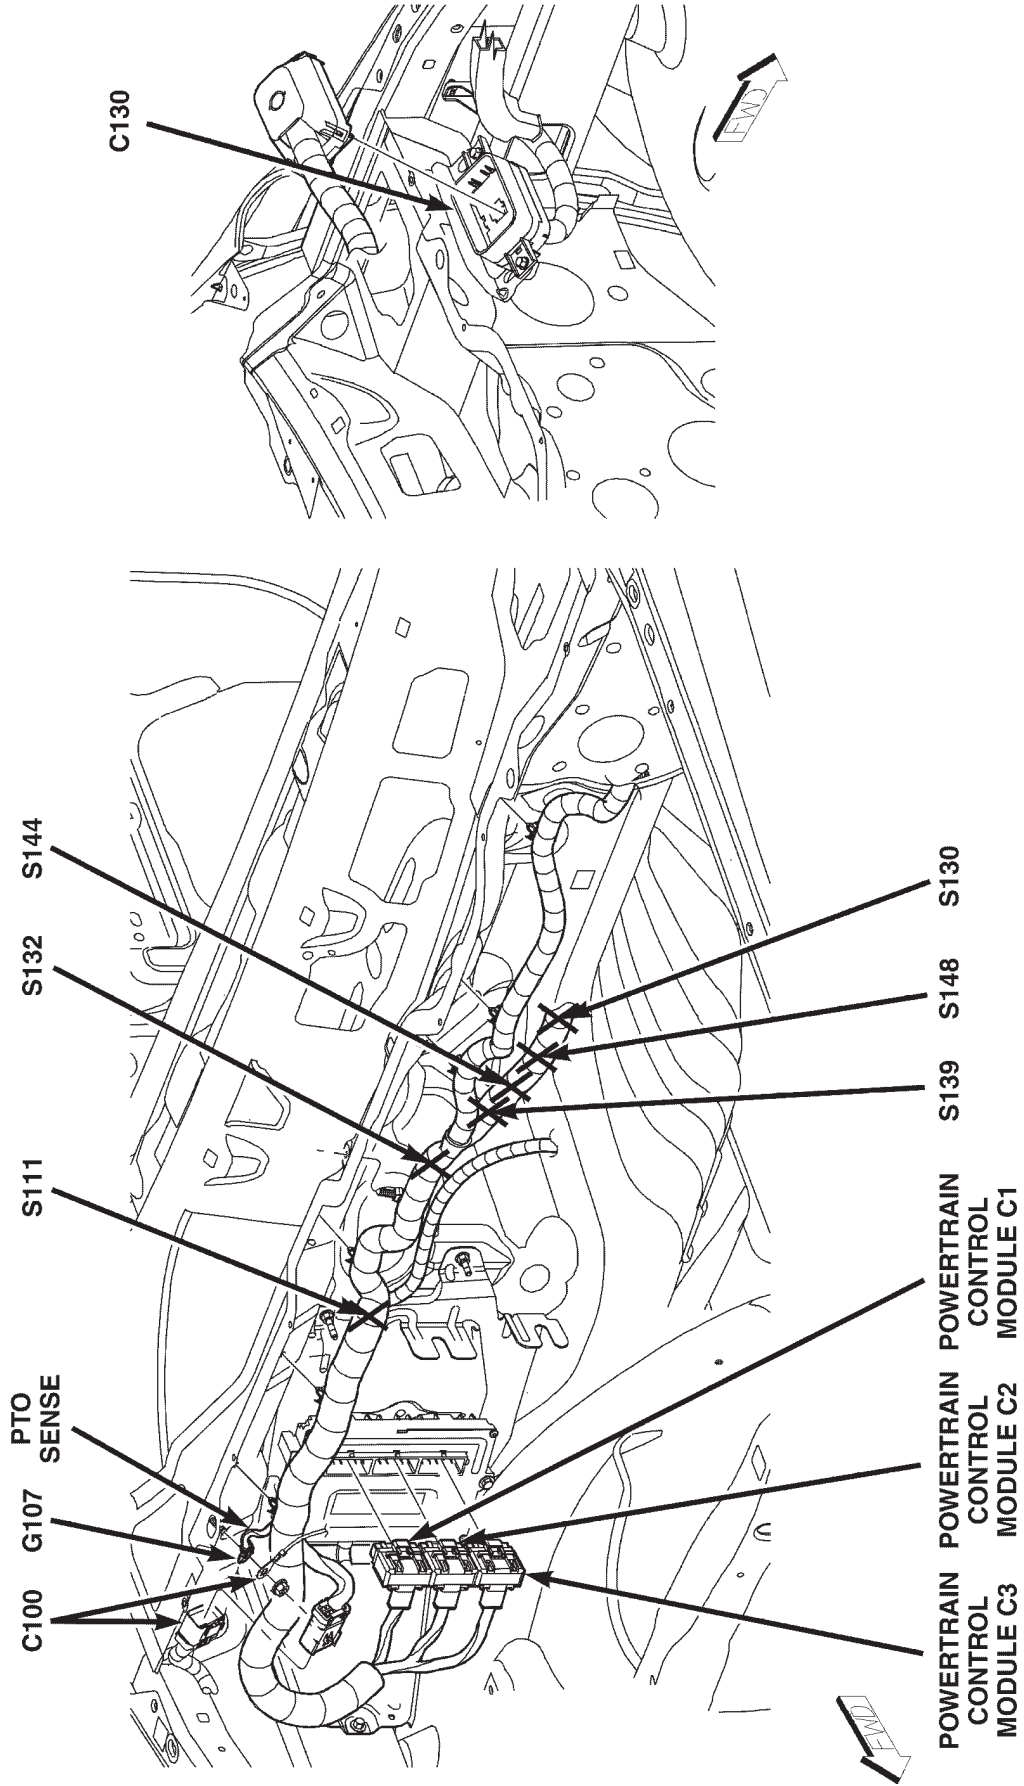 C100
G107
PTO
SENSE
S111
S132
S144
FWD
POWERTRAIN
CONTROL
MODULE C3
POWERTRAIN
CONTROL
MODULE C2
POWERTRAIN
CONTROL
MODULE C1
S139
S148
S130
C130
FWD